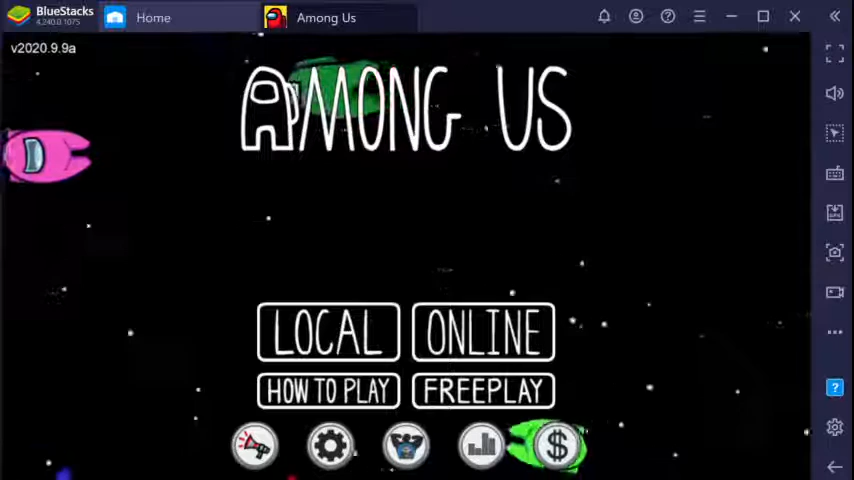 BlueStacks
4.240.0.1075
Home
Among Us
v2020.9.9a
AMONG US
LOCAL
ONLINE
HOW TO PLAY
FREEPLAY
$
?